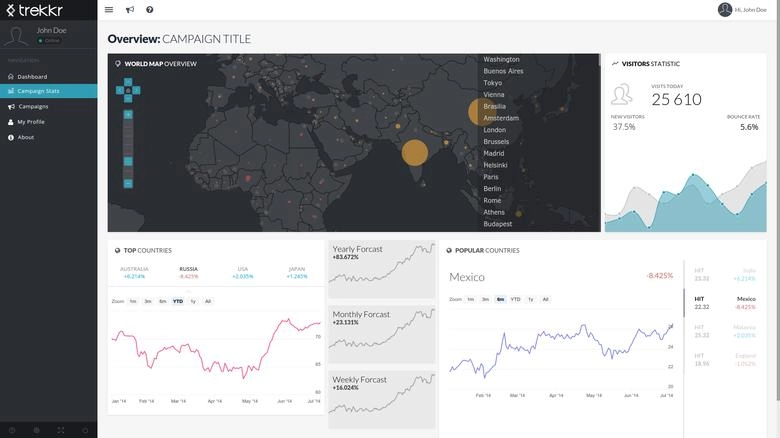 trekkr
Hi, John Doe
John Doe
Online
NAVIGATION
Dashboard
Campaign Stats
Campaigns
My Profile
About
Overview: CAMPAIGN TITLE
WORLD MAP OVERVIEW
Washington
Buenos Aires
Tokyo
Vienna
Brasilia
Amsterdam
London
Brussels
Madrid
Helsinki
Paris
Berlin
Rome
Athens
Budapest
VISITORS STATISTIC
VISITS TODAY
25 610
NEW VISITORS
37.5%
BOUNCE RATE
5.6%
TOP COUNTRIES
AUSTRALIA
+6.214%
RUSSIA
-8.425%
USA
+2.035%
JAPAN
+1.245%
Zoom 1m 3m 6m YTD 1y All
70
65
60
Jan '14 Feb '14 Mar '14 Apr '14 May '14 Jun '14 Jul '14
Yearly Forcast
+83.672%
Monthly Forcast
+23.131%
Weekly Forcast
+16.024%
POPULAR COUNTRIES
Mexico
-8.425%
Zoom 1m 3m 6m YTD 1y All
26
24
22
20
Feb '14 Mar '14 Apr '14 May '14 Jun '14 Jul '14
HIT India
25.32 +6.214%
HIT Mexico
22.32 -8.425%
HIT
25.32 +2.035%
HIT England
18.96 -1.052%